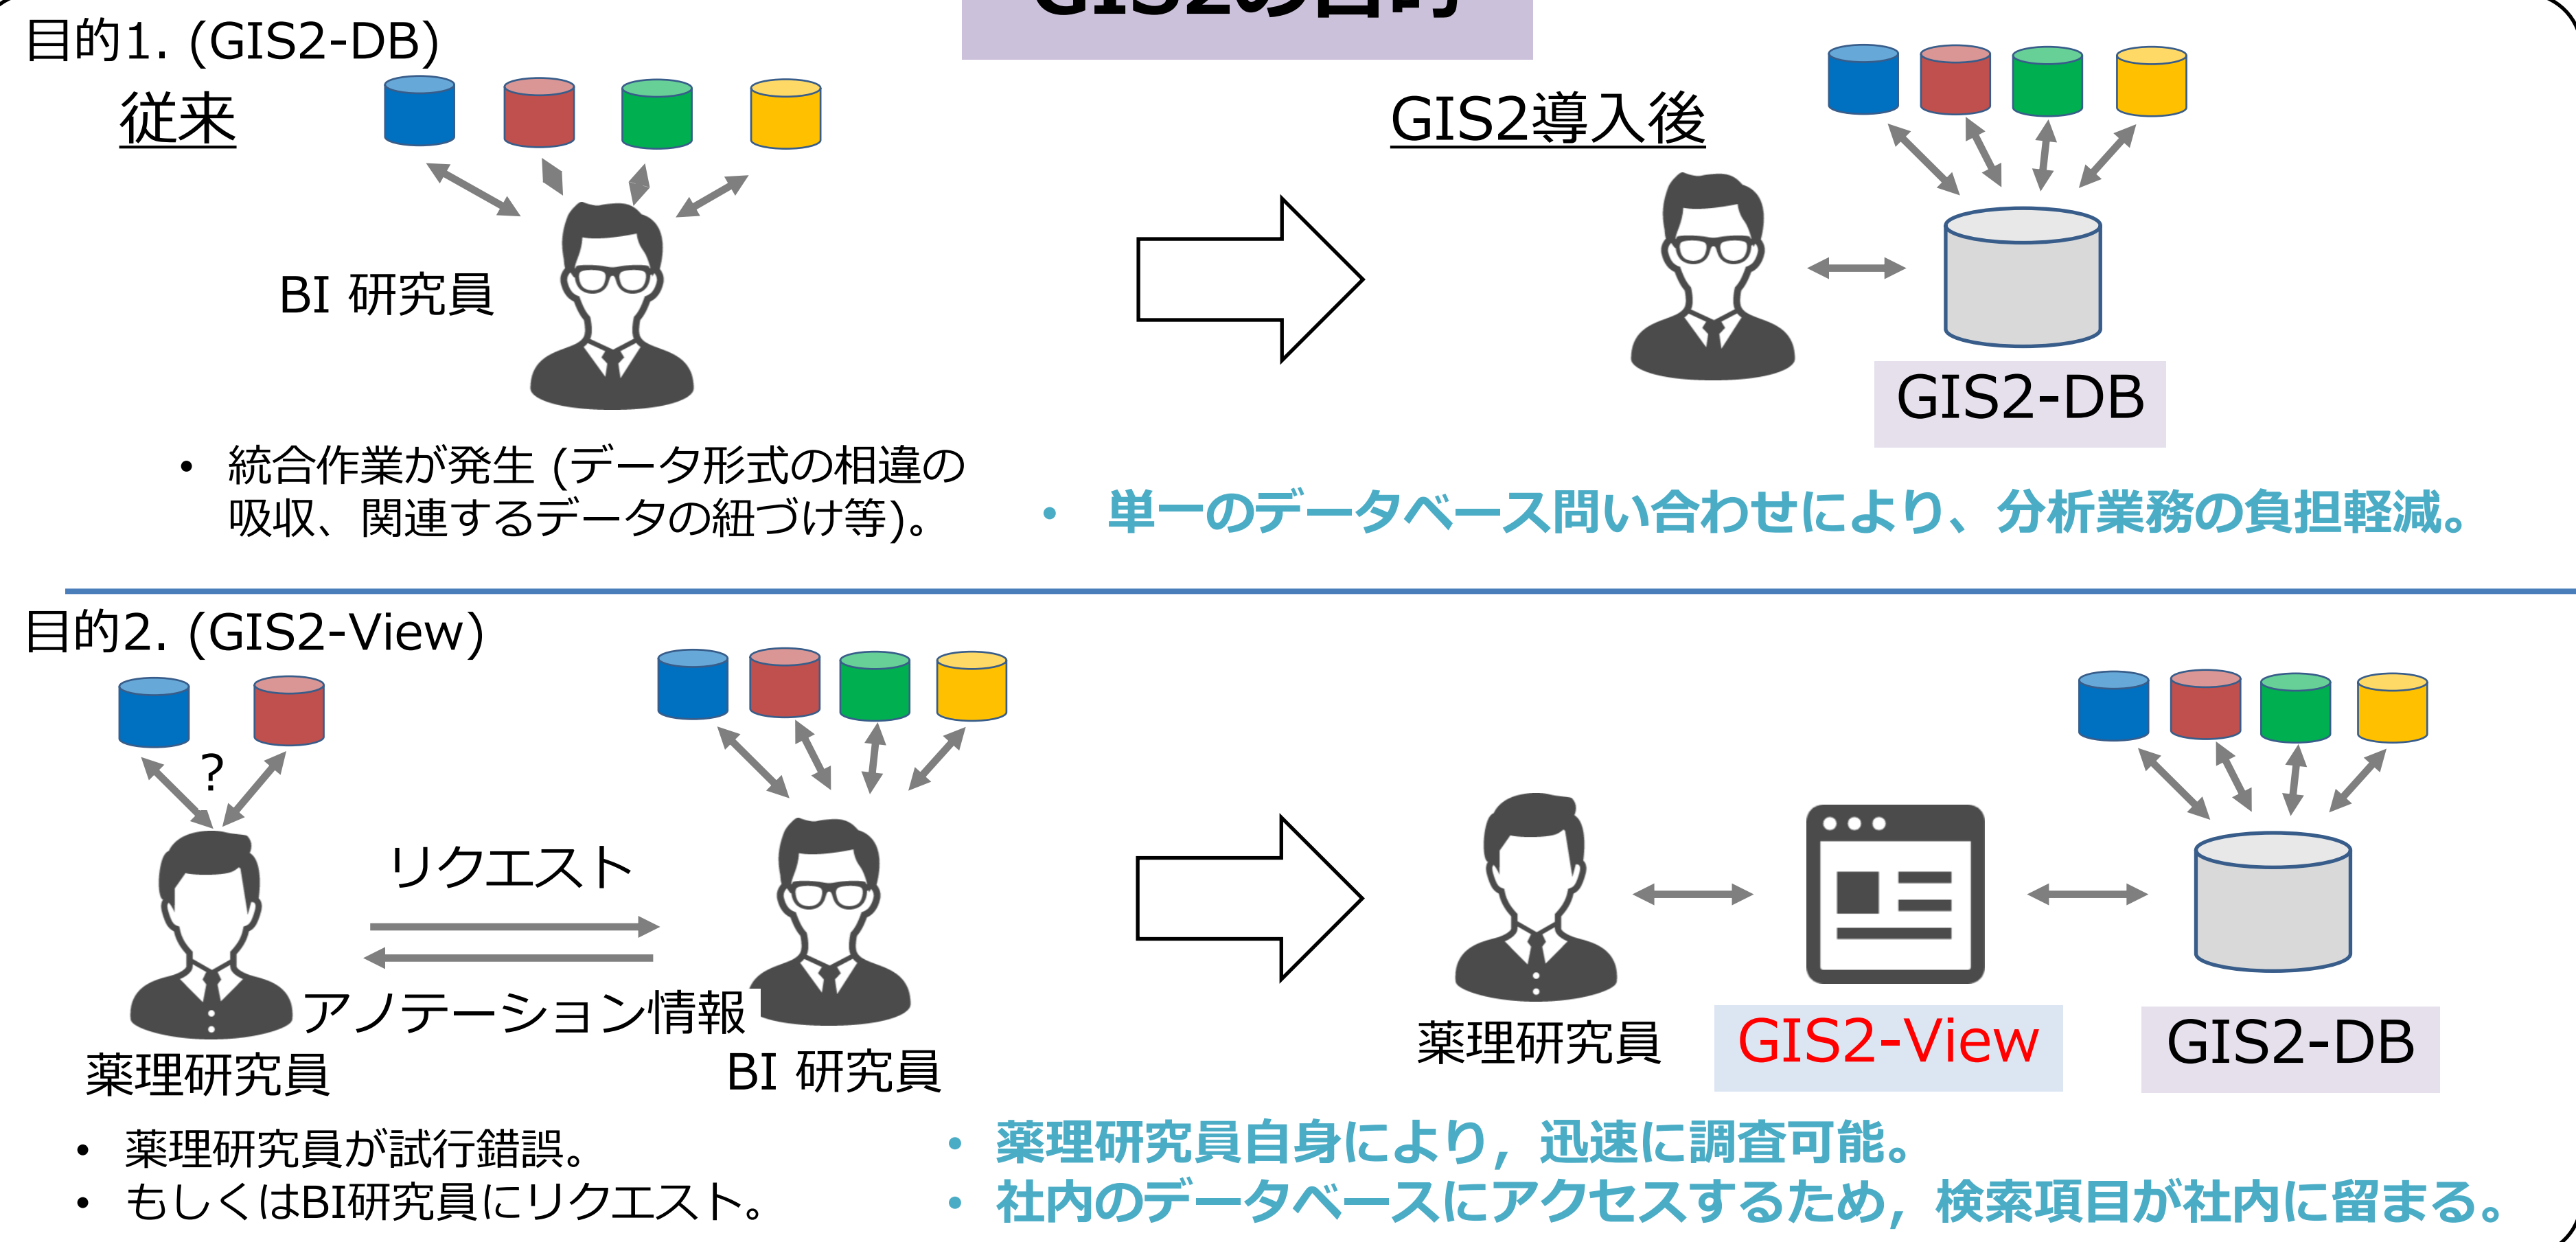 GIS2の目的
目的1. (GIS2-DB)
従来
GIS2導入後
BI 研究員
GIS2-DB
• 統合作業が発生 (データ形式の相違の
吸収、関連するデータの紐づけ等)。
• 単一のデータベース問い合わせにより、分析業務の負担軽減。
目的2. (GIS2-View)
?
リクエスト
アノテーション情報
薬理研究員
BI 研究員
薬理研究員
GIS2-View
GIS2-DB
• 薬理研究員が試行錯誤。
• もしくはBI研究員にリクエスト。
• 薬理研究員自身により, 迅速に調査可能。
• 社内のデータベースにアクセスするため, 検索項目が社内に留まる。